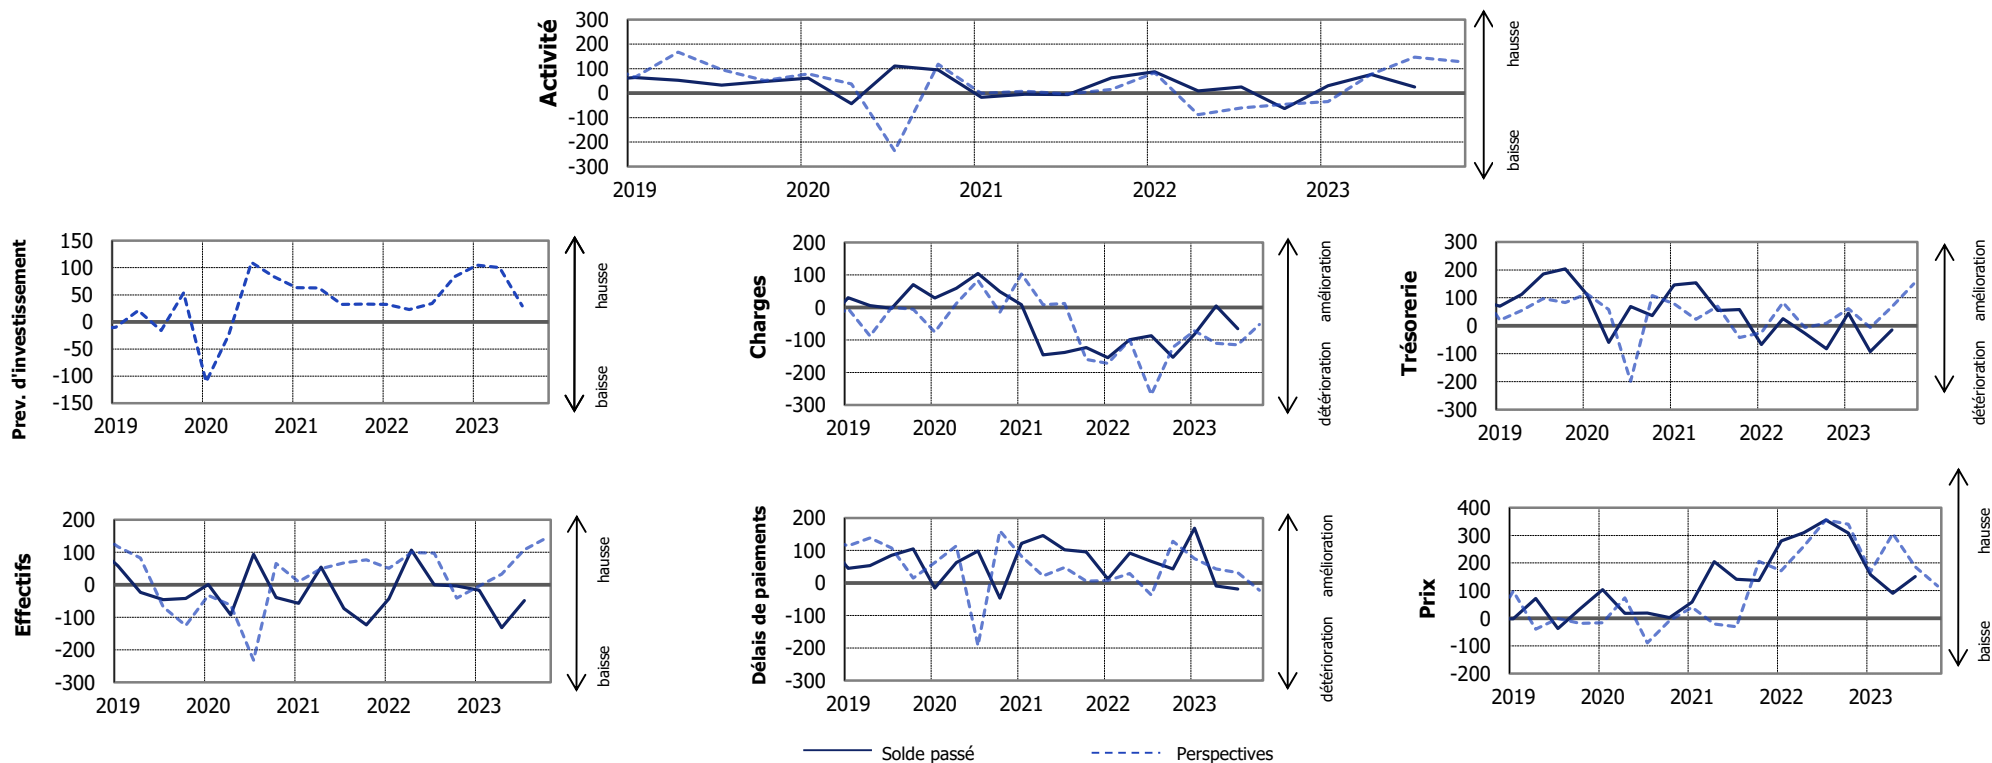 Activité
300
200
100
0
-100
-200
-300
2019 2020 2021 2022 2023
hausse
baisse
Prev. d'investissement
150
100
50
0
-50
-100
-150
2019 2020 2021 2022 2023
hausse
baisse
Charges
200
100
0
-100
-200
-300
2019 2020 2021 2022 2023
amélioration
détérioration
Trésorerie
300
200
100
0
-100
-200
-300
2019 2020 2021 2022 2023
amélioration
détérioration
Effectifs
200
100
0
-100
-200
-300
2019 2020 2021 2022 2023
hausse
baisse
Délais de paiements
200
100
0
-100
-200
-300
2019 2020 2021 2022 2023
amélioration
détérioration
Prix
400
300
200
100
0
-100
-200
2019 2020 2021 2022 2023
hausse
baisse
Solde passé Perspectives